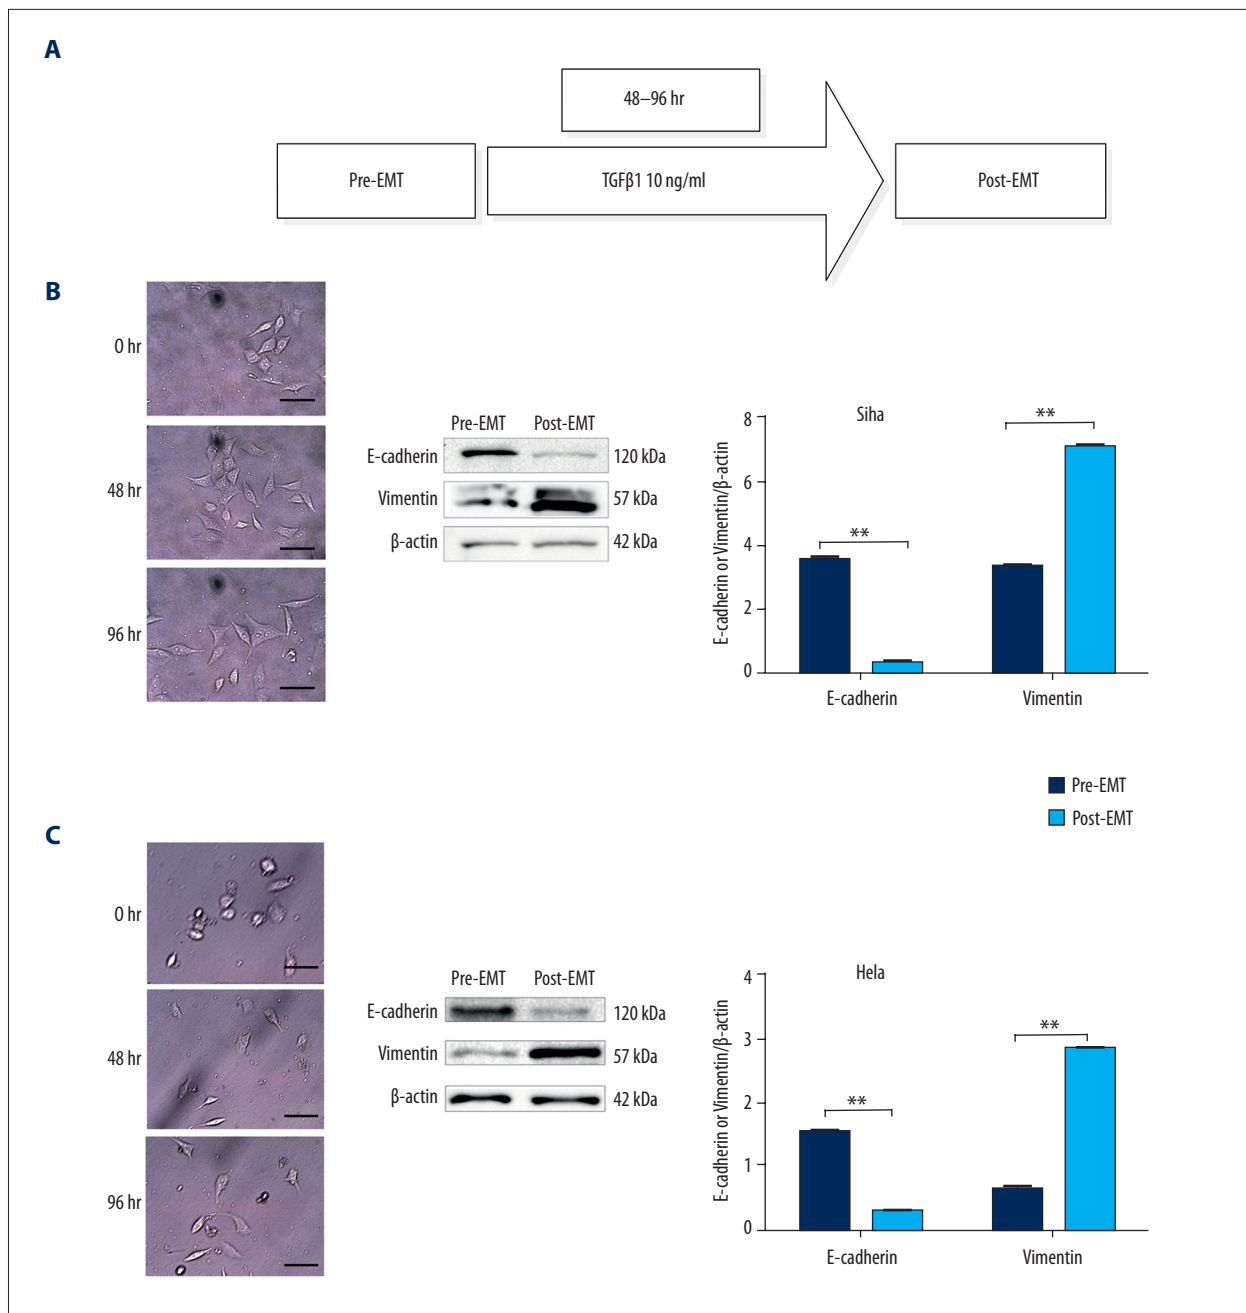 A
48–96 hr
Pre-EMT
TGFβ1 10 ng/ml
Post-EMT
B
0 hr
48 hr
96 hr
Pre-EMT Post-EMT
E-cadherin 120 kDa
Vimentin 57 kDa
β-actin 42 kDa
Siha
E-cadherin or Vimentin/β-actin
8
6
4
2
0
**
**
E-cadherin Vimentin
Pre-EMT
Post-EMT
C
0 hr
48 hr
96 hr
Pre-EMT Post-EMT
E-cadherin 120 kDa
Vimentin 57 kDa
β-actin 42 kDa
Hela
E-cadherin or Vimentin/β-actin
4
3
2
1
0
**
**
E-cadherin Vimentin